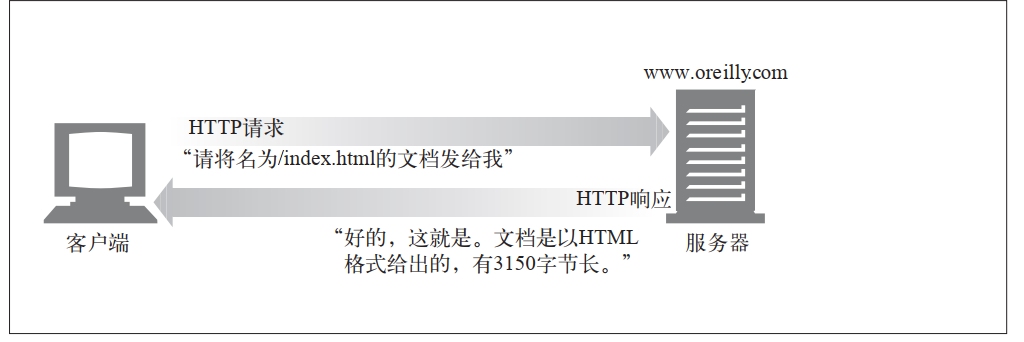 www.oreilly.com
HTTP请求
“请将名为/index.html的文档发给我”
HTTP响应
“好的，这就是。文档是以HTML
格式给出的，有3150字节长。”
客户端
服务器